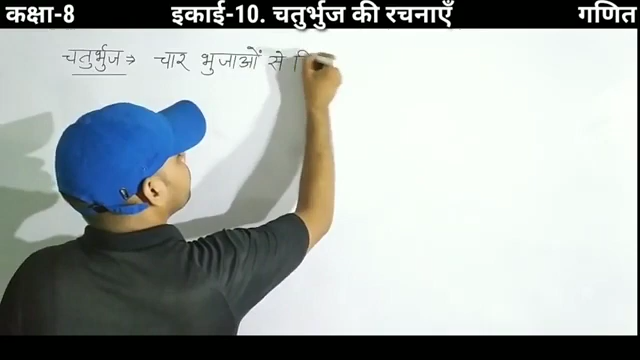 कक्षा-8 इकाई-10. चतुर्भुज की रचनाएँ गणित
चतुर्भुज ⇒ चार भुजाओं से